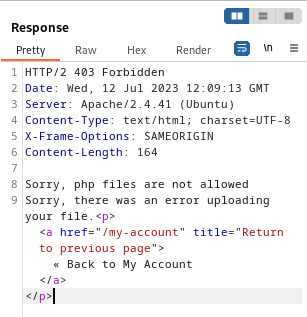 Response
Pretty Raw Hex Render \n
1 HTTP/2 403 Forbidden
2 Date: Wed, 12 Jul 2023 12:09:13 GMT
3 Server: Apache/2.4.41 (Ubuntu)
4 Content-Type: text/html; charset=UTF-8
5 X-Frame-Options: SAMEORIGIN
6 Content-Length: 164
7
8 Sorry, php files are not allowed
9 Sorry, there was an error uploading
your file.<p>
<a href="/my-account" title="Return
to previous page">
« Back to My Account
</a>
</p>